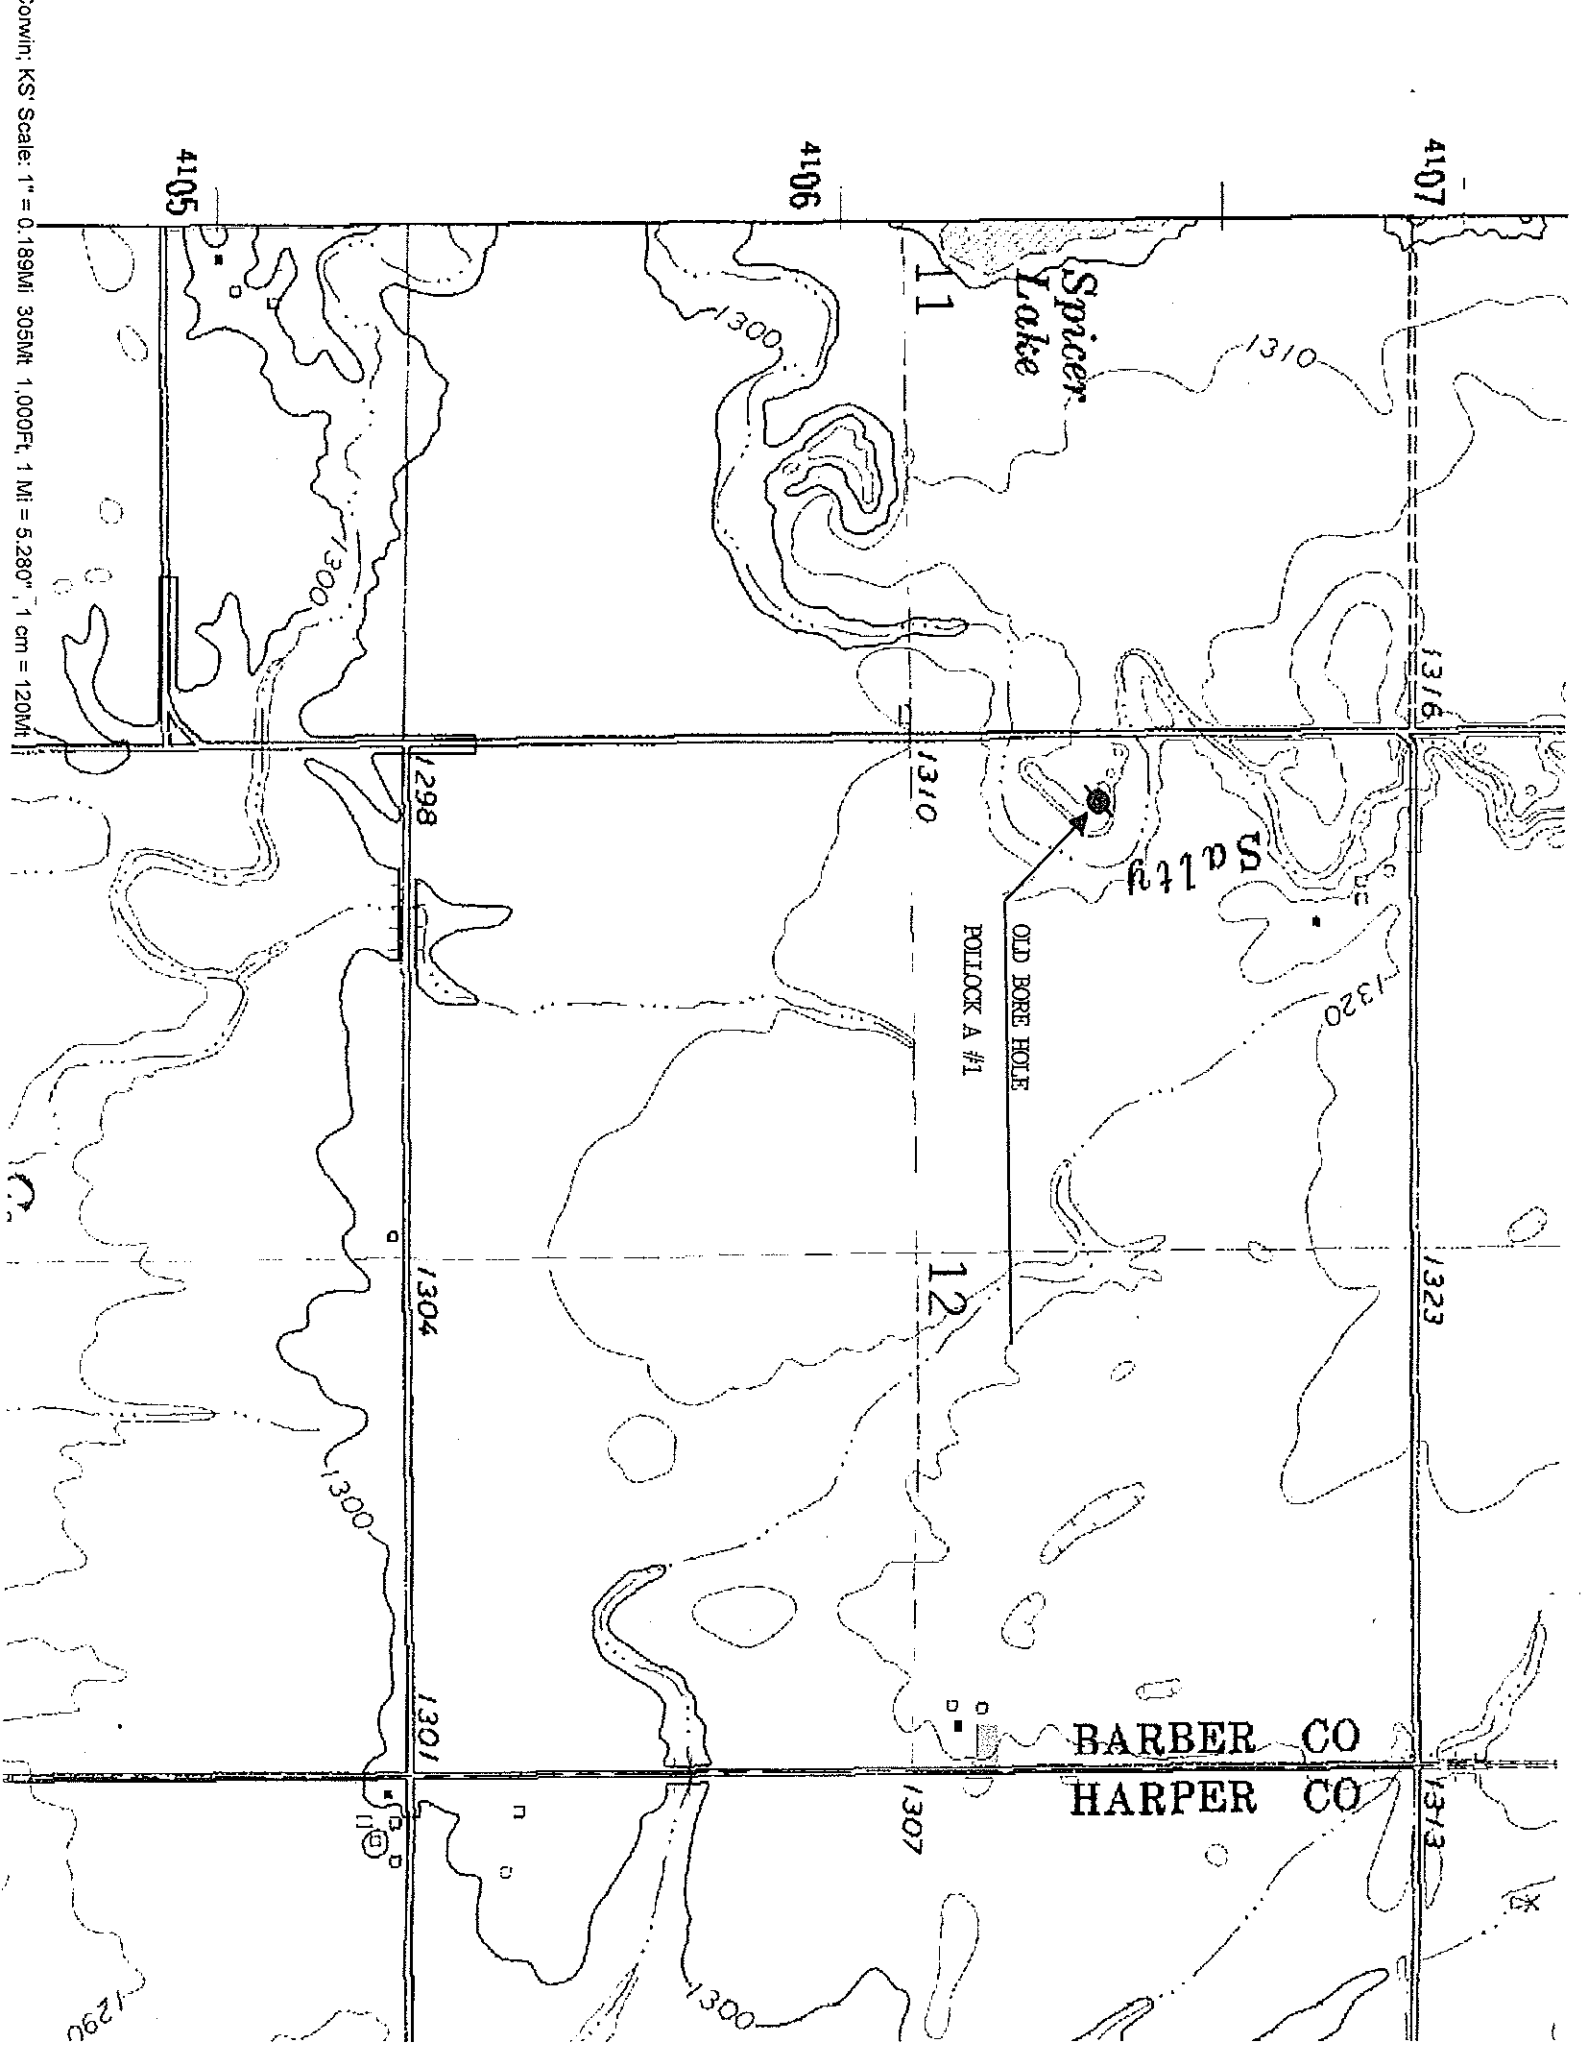 4107
4106
4105
Spicer
Lake
11
1310
1300
1300
1316
1310
1298
Salty
OLD BORE HOLE
POLLOCK A #1
1320
12
1323
1304
1300
1301
BARBER CO
HARPER CO
1313
1307
1300
1290
Corwin; KS' Scale: 1" = 0.189Mi 305Mt 1,000Ft, 1 Mi = 5.280", 1 cm = 120Mt